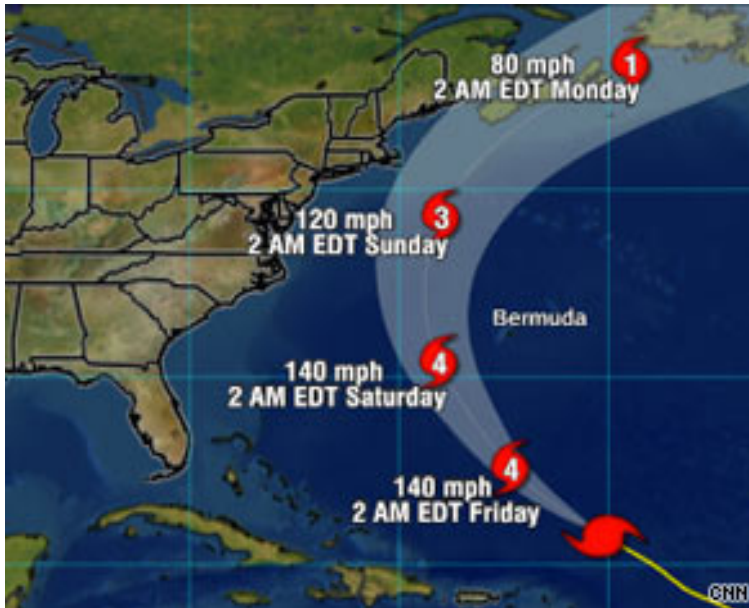 80 mph
1
2 AM EDT Monday
120 mph
3
2 AM EDT Sunday
Bermuda
140 mph
4
2 AM EDT Saturday
140 mph
4
2 AM EDT Friday
CNN